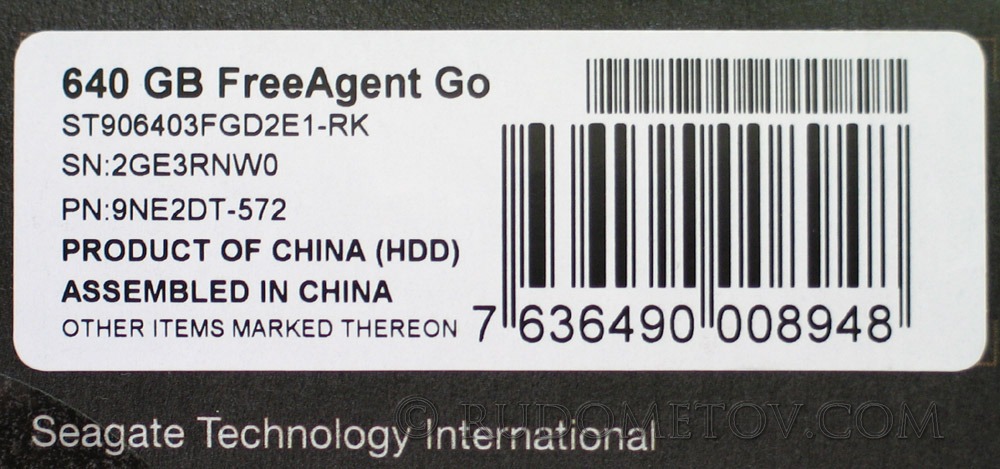 640 GB FreeAgent Go
ST906403FGD2E1-RK
SN:2GE3RNW0
PN:9NE2DT-572
PRODUCT OF CHINA (HDD)
ASSEMBLED IN CHINA
OTHER ITEMS MARKED THEREON
7 636490 008948
Seagate Technology International
© RUDOMETOV.COM